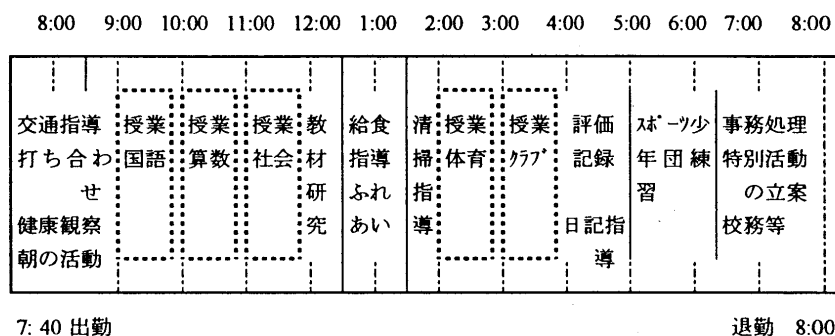 8:00 9:00 10:00 11:00 12:00 1:00 2:00 3:00 4:00 5:00 6:00 7:00 8:00
交通指導
打ち合わせ
健康観察
朝の活動
授業
国語
授業
算数
授業
社会
教材研究
給食
指導
ふれ
あい
清掃指導
授業
体育
授業
クラブ
評価
記録
日記指導
スポーツ少
年団練
習
事務処理
特別活動
の立案
校務等
7:40 出勤
退勤 8:00